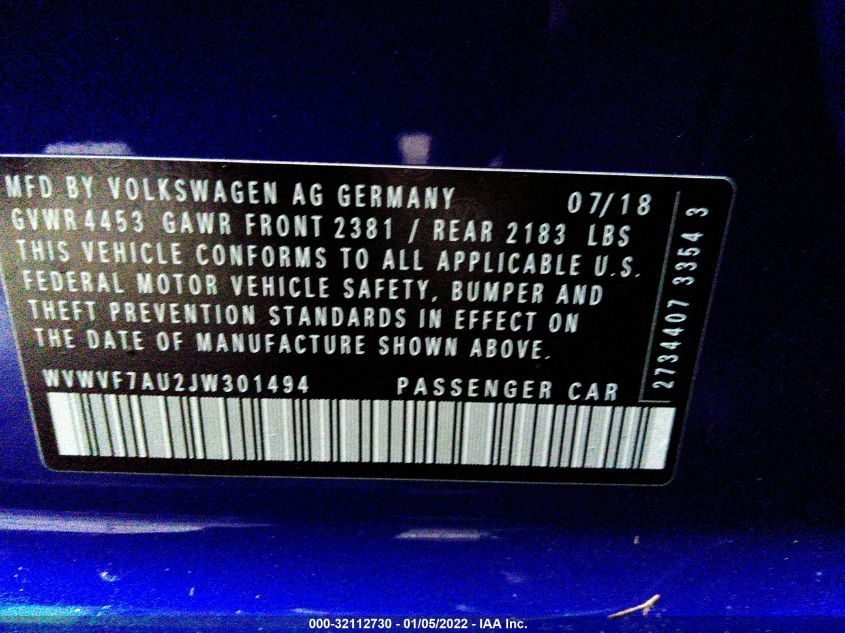 MFD BY VOLKSWAGEN AG GERMANY 07/18
GVWR 4453 GAWR FRONT 2381 / REAR 2183 LBS
THIS VEHICLE CONFORMS TO ALL APPLICABLE U.S.
FEDERAL MOTOR VEHICLE SAFETY, BUMPER AND
THEFT PREVENTION STANDARDS IN EFFECT ON
THE DATE OF MANUFACTURE SHOWN ABOVE.
WVWVF7AU2JW301494 PASSENGER CAR
2734407 3354 3
000-32112730 - 01/05/2022 - IAA Inc.